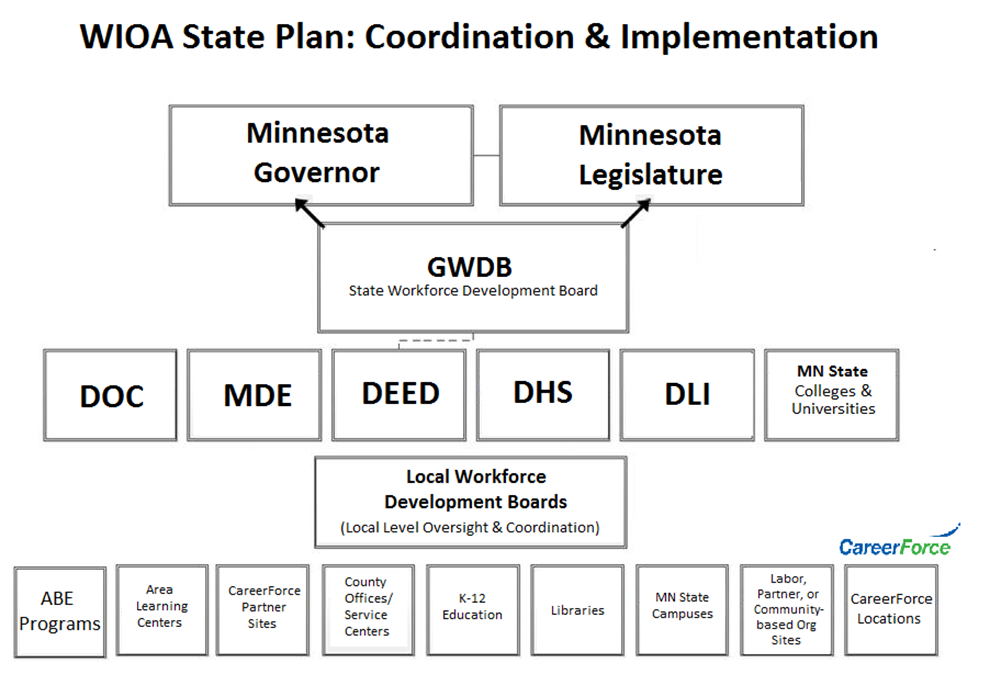 WIOA State Plan: Coordination & Implementation
Minnesota
Governor
Minnesota
Legislature
GWDB
State Workforce Development Board
DOC
MDE
DEED
DHS
DLI
MN State
Colleges &
Universities
Local Workforce
Development Boards
(Local Level Oversight & Coordination)
CareerForce
ABE
Programs
Area
Learning
Centers
CareerForce
Partner
Sites
County
Offices/
Service
Centers
K-12
Education
Libraries
MN State
Campuses
Labor,
Partner, or
Community-
based Org
Sites
CareerForce
Locations